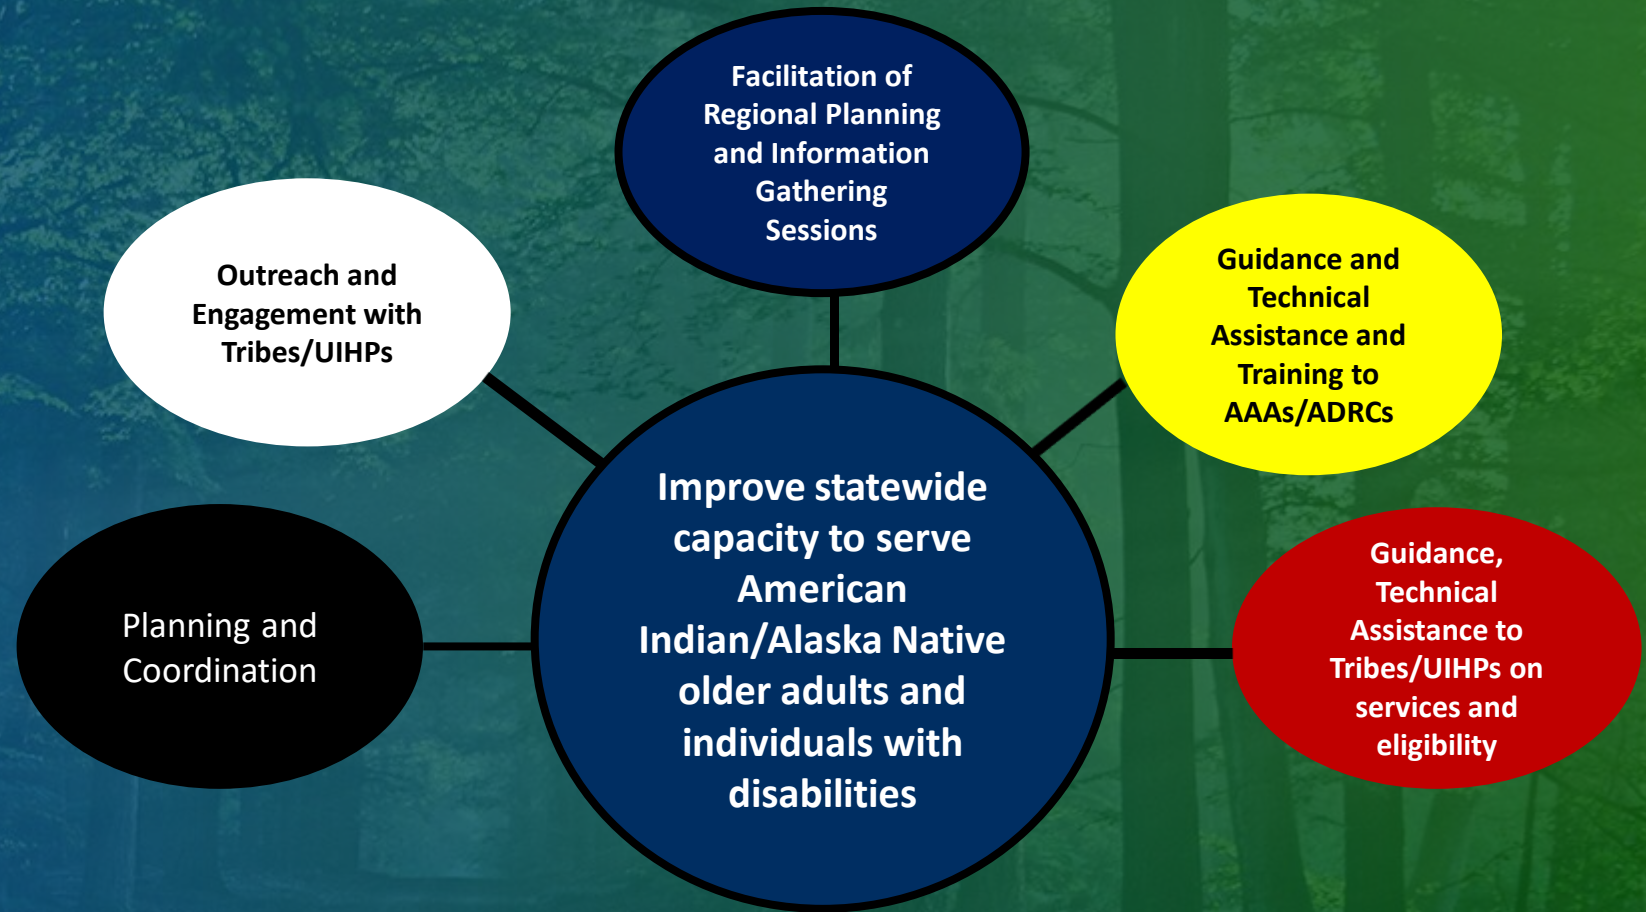 Facilitation of
Regional Planning
and Information
Gathering
Sessions
Outreach and
Engagement with
Tribes/UIHPs
Guidance and
Technical
Assistance and
Training to
AAAs/ADRCs
Planning and
Coordination
Improve statewide
capacity to serve
American
Indian/Alaska Native
older adults and
individuals with
disabilities
Guidance,
Technical
Assistance to
Tribes/UIHPs on
services and
eligibility